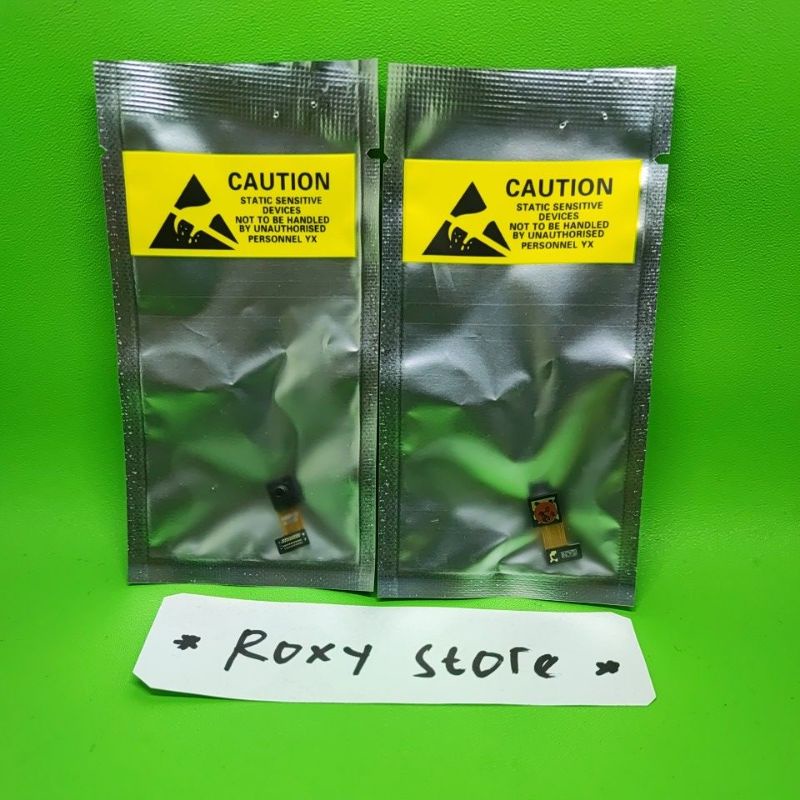 CAUTION
STATIC SENSITIVE
DEVICES
NOT TO BE HANDLED
BY UNAUTHORISED
PERSONNEL YX
CAUTION
STATIC SENSITIVE
DEVICES
NOT TO BE HANDLED
BY UNAUTHORISED
PERSONNEL YX
* Roxy Store *